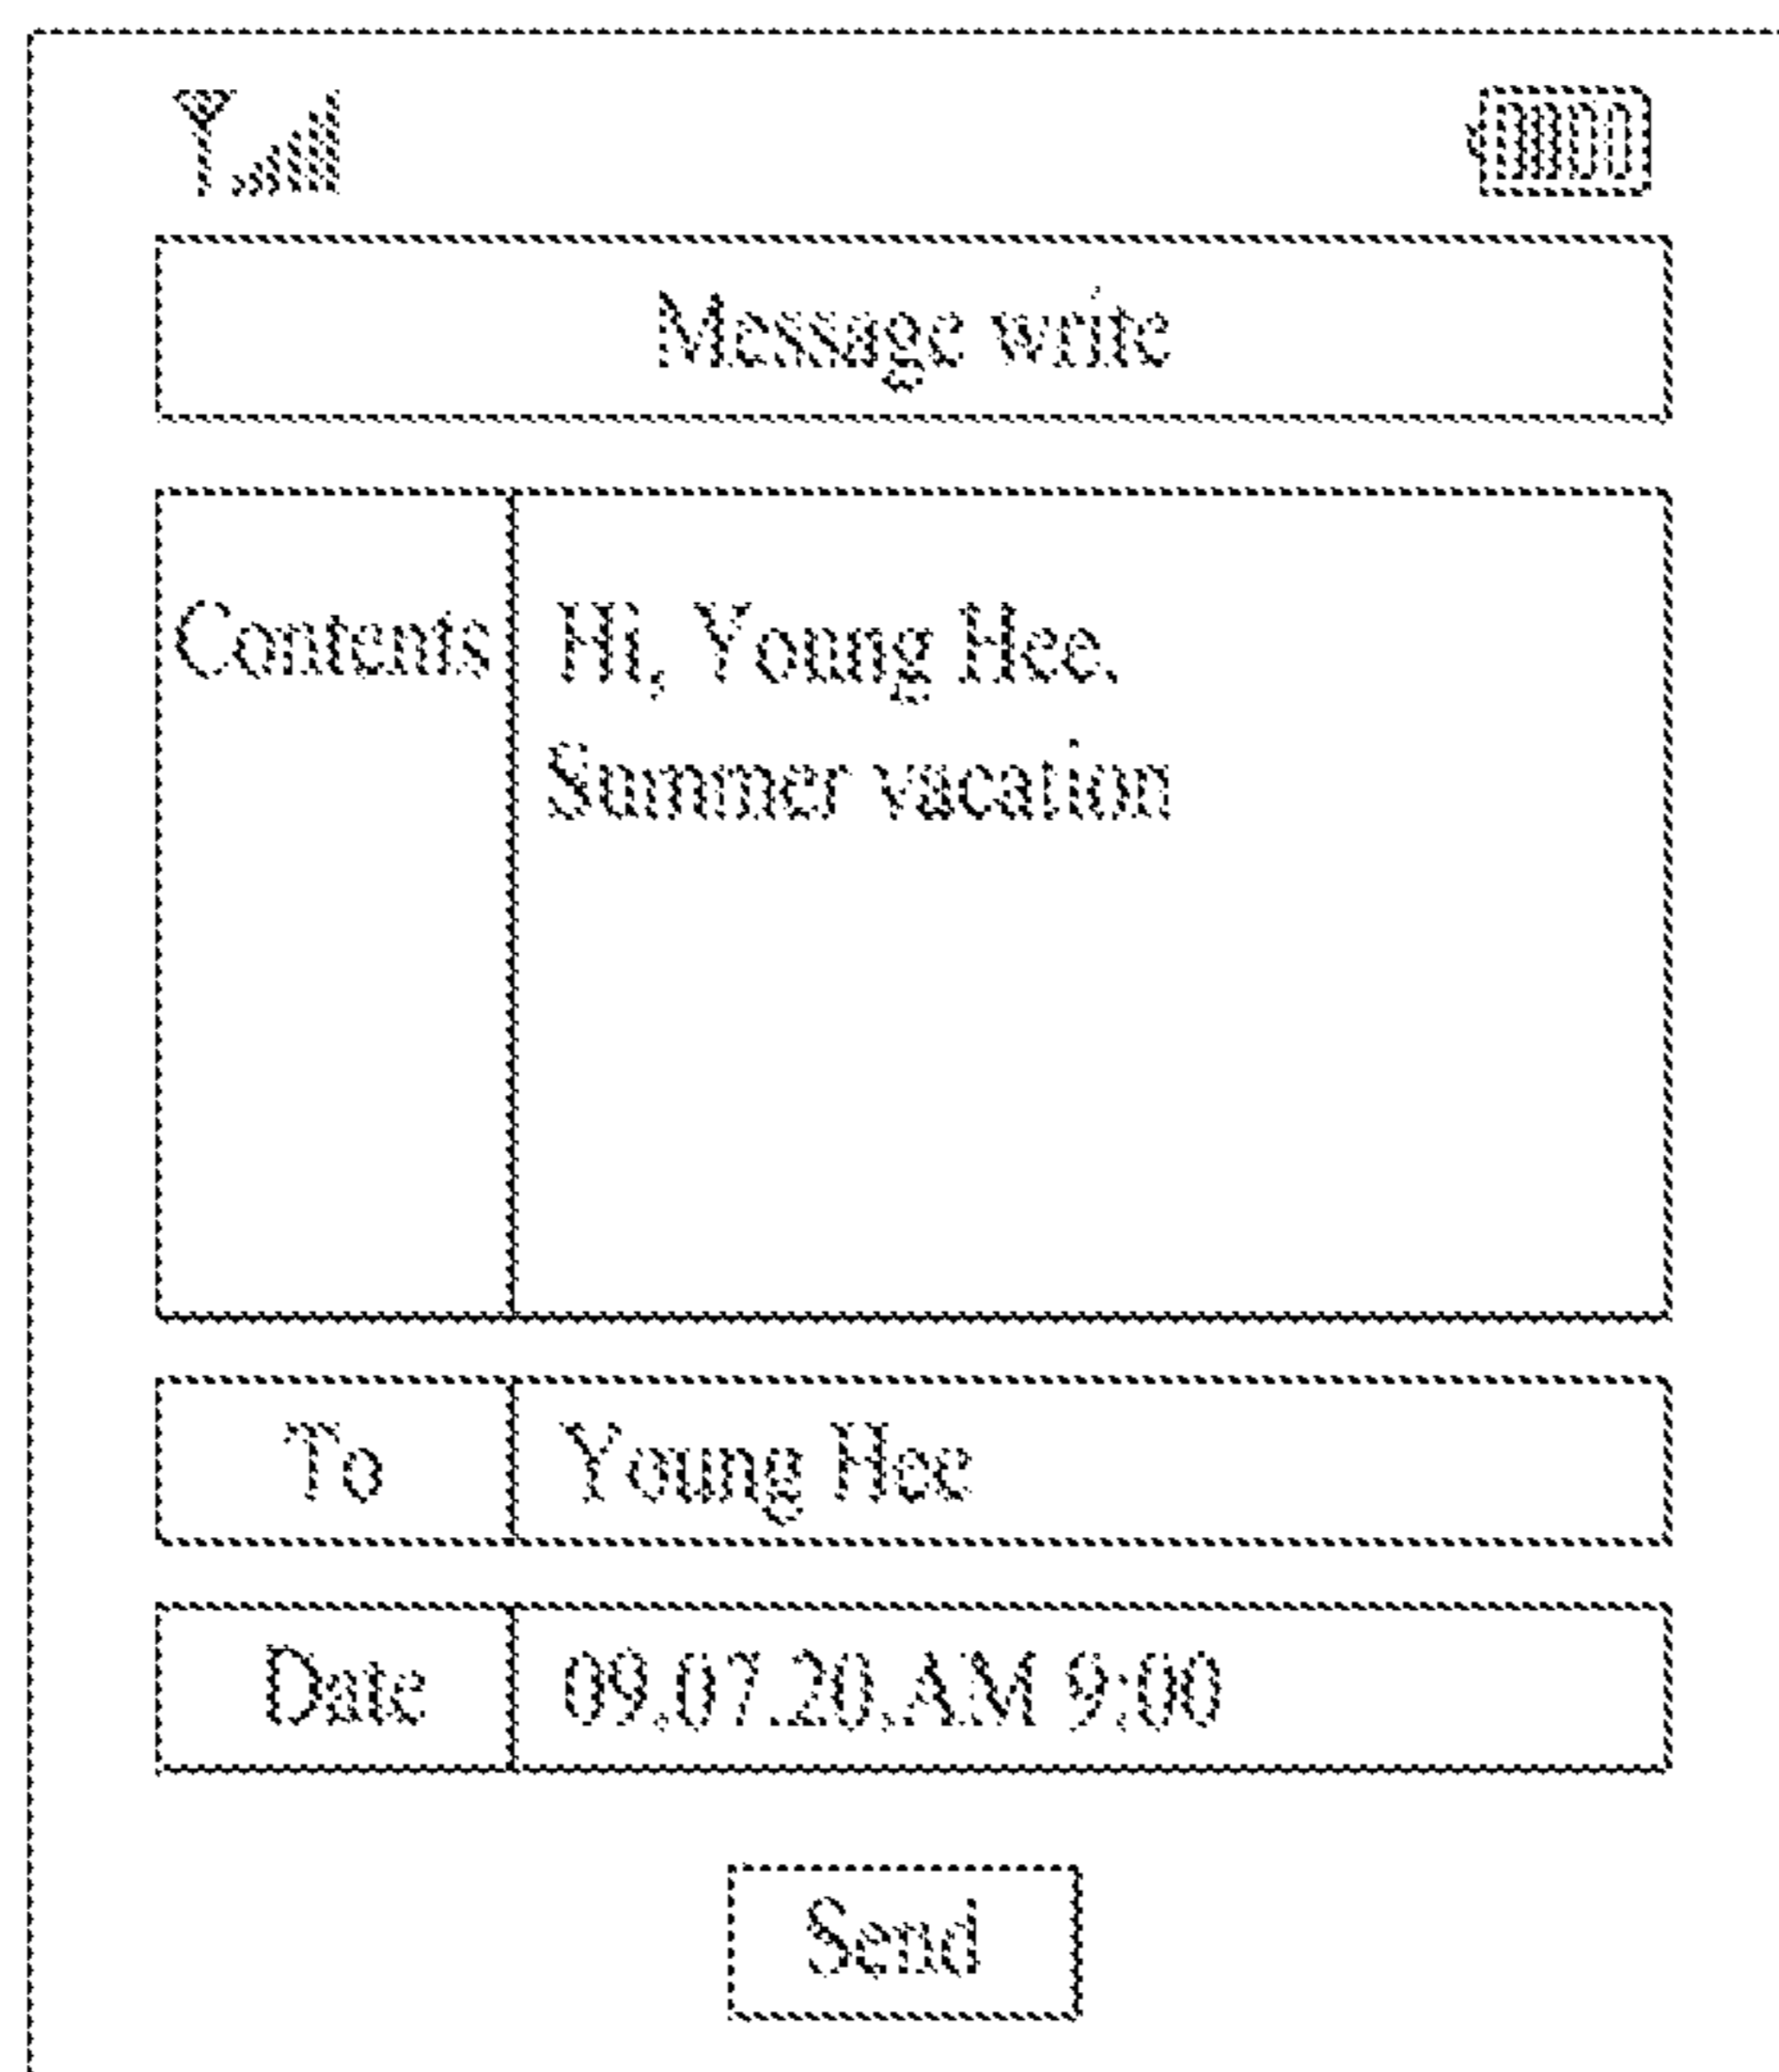 Message write
Contents
Hi, Young Hee.
Summer vacation
To
Young Hee
Date
09.07.20.AM 9:00
Send